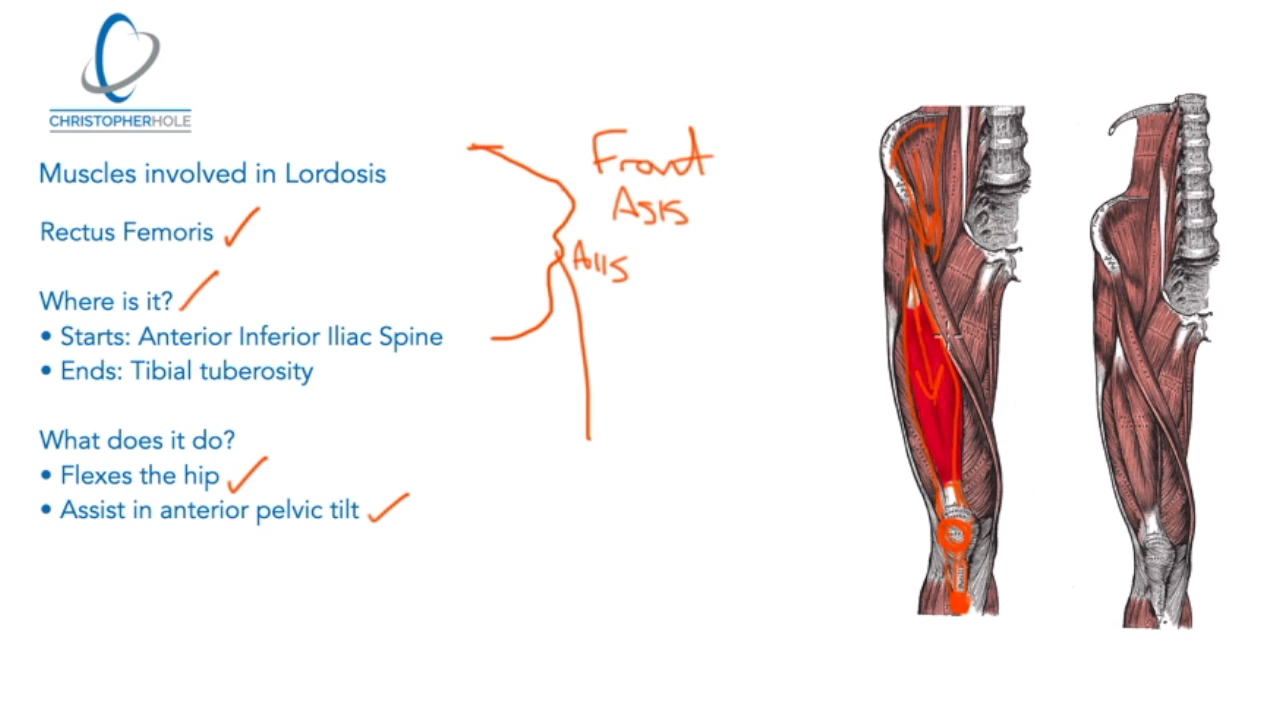 CHRISTOPHERHOLE
Muscles involved in Lordosis
Rectus Femoris
Where is it?
• Starts: Anterior Inferior Iliac Spine
• Ends: Tibial tuberosity
What does it do?
• Flexes the hip
• Assist in anterior pelvic tilt
Front
ASIS
AIIS